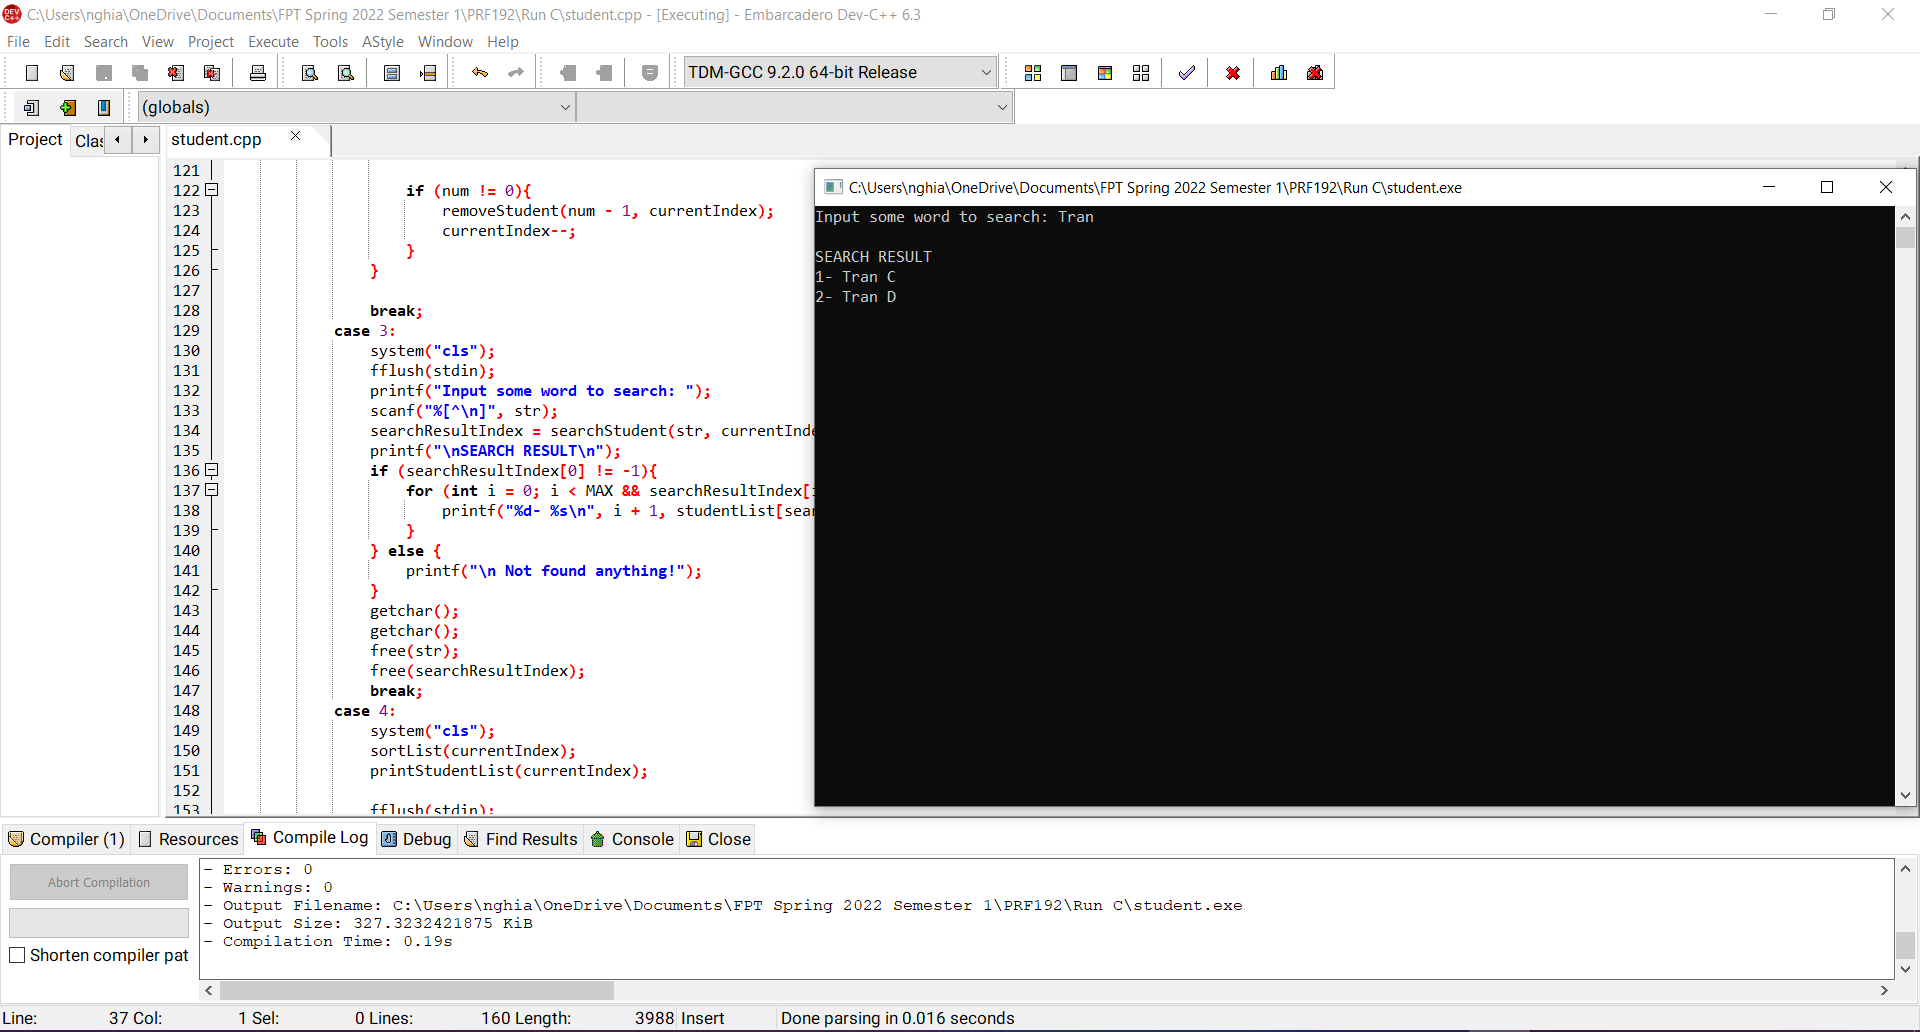 C:\Users\nghia\OneDrive\Documents\FPT Spring 2022 Semester 1\PRF192\Run C\student.cpp - [Executing] - Embarcadero Dev-C++ 6.3
File Edit Search View Project Execute Tools AStyle Window Help
TDM-GCC 9.2.0 64-bit Release
(globals)
Project Clas student.cpp
121
122 if (num != 0){
123 removeStudent(num - 1, currentIndex);
124 currentIndex--;
125 }
126 }
127
128 break;
129 case 3:
130 system("cls");
131 fflush(stdin);
132 printf("Input some word to search: ");
133 scanf("%[^\n]", str);
134 searchResultIndex = searchStudent(str, currentInde
135 printf("\nSEARCH RESULT\n");
136 if (searchResultIndex[0] != -1){
137 for (int i = 0; i < MAX && searchResultIndex[i
138 printf("%d- %s\n", i + 1, studentList[sear
139 }
140 } else {
141 printf("\n Not found anything!");
142 }
143 getchar();
144 getchar();
145 free(str);
146 free(searchResultIndex);
147 break;
148 case 4:
149 system("cls");
150 sortList(currentIndex);
151 printStudentList(currentIndex);
152
153 fflush(stdin);
C:\Users\nghia\OneDrive\Documents\FPT Spring 2022 Semester 1\PRF192\Run C\student.exe
Input some word to search: Tran
SEARCH RESULT
1- Tran C
2- Tran D
Compiler (1) Resources Compile Log Debug Find Results Console Close
Abort Compilation
Shorten compiler pat
- Errors: 0
- Warnings: 0
- Output Filename: C:\Users\nghia\OneDrive\Documents\FPT Spring 2022 Semester 1\PRF192\Run C\student.exe
- Output Size: 327.3232421875 KiB
- Compilation Time: 0.19s
Line: 37 Col: 1 Sel: 0 Lines: 160 Length: 3988 Insert Done parsing in 0.016 seconds